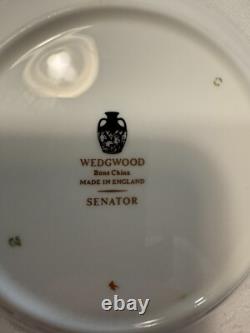 WEDGWOOD
Bone China
MADE IN ENGLAND
SENATOR